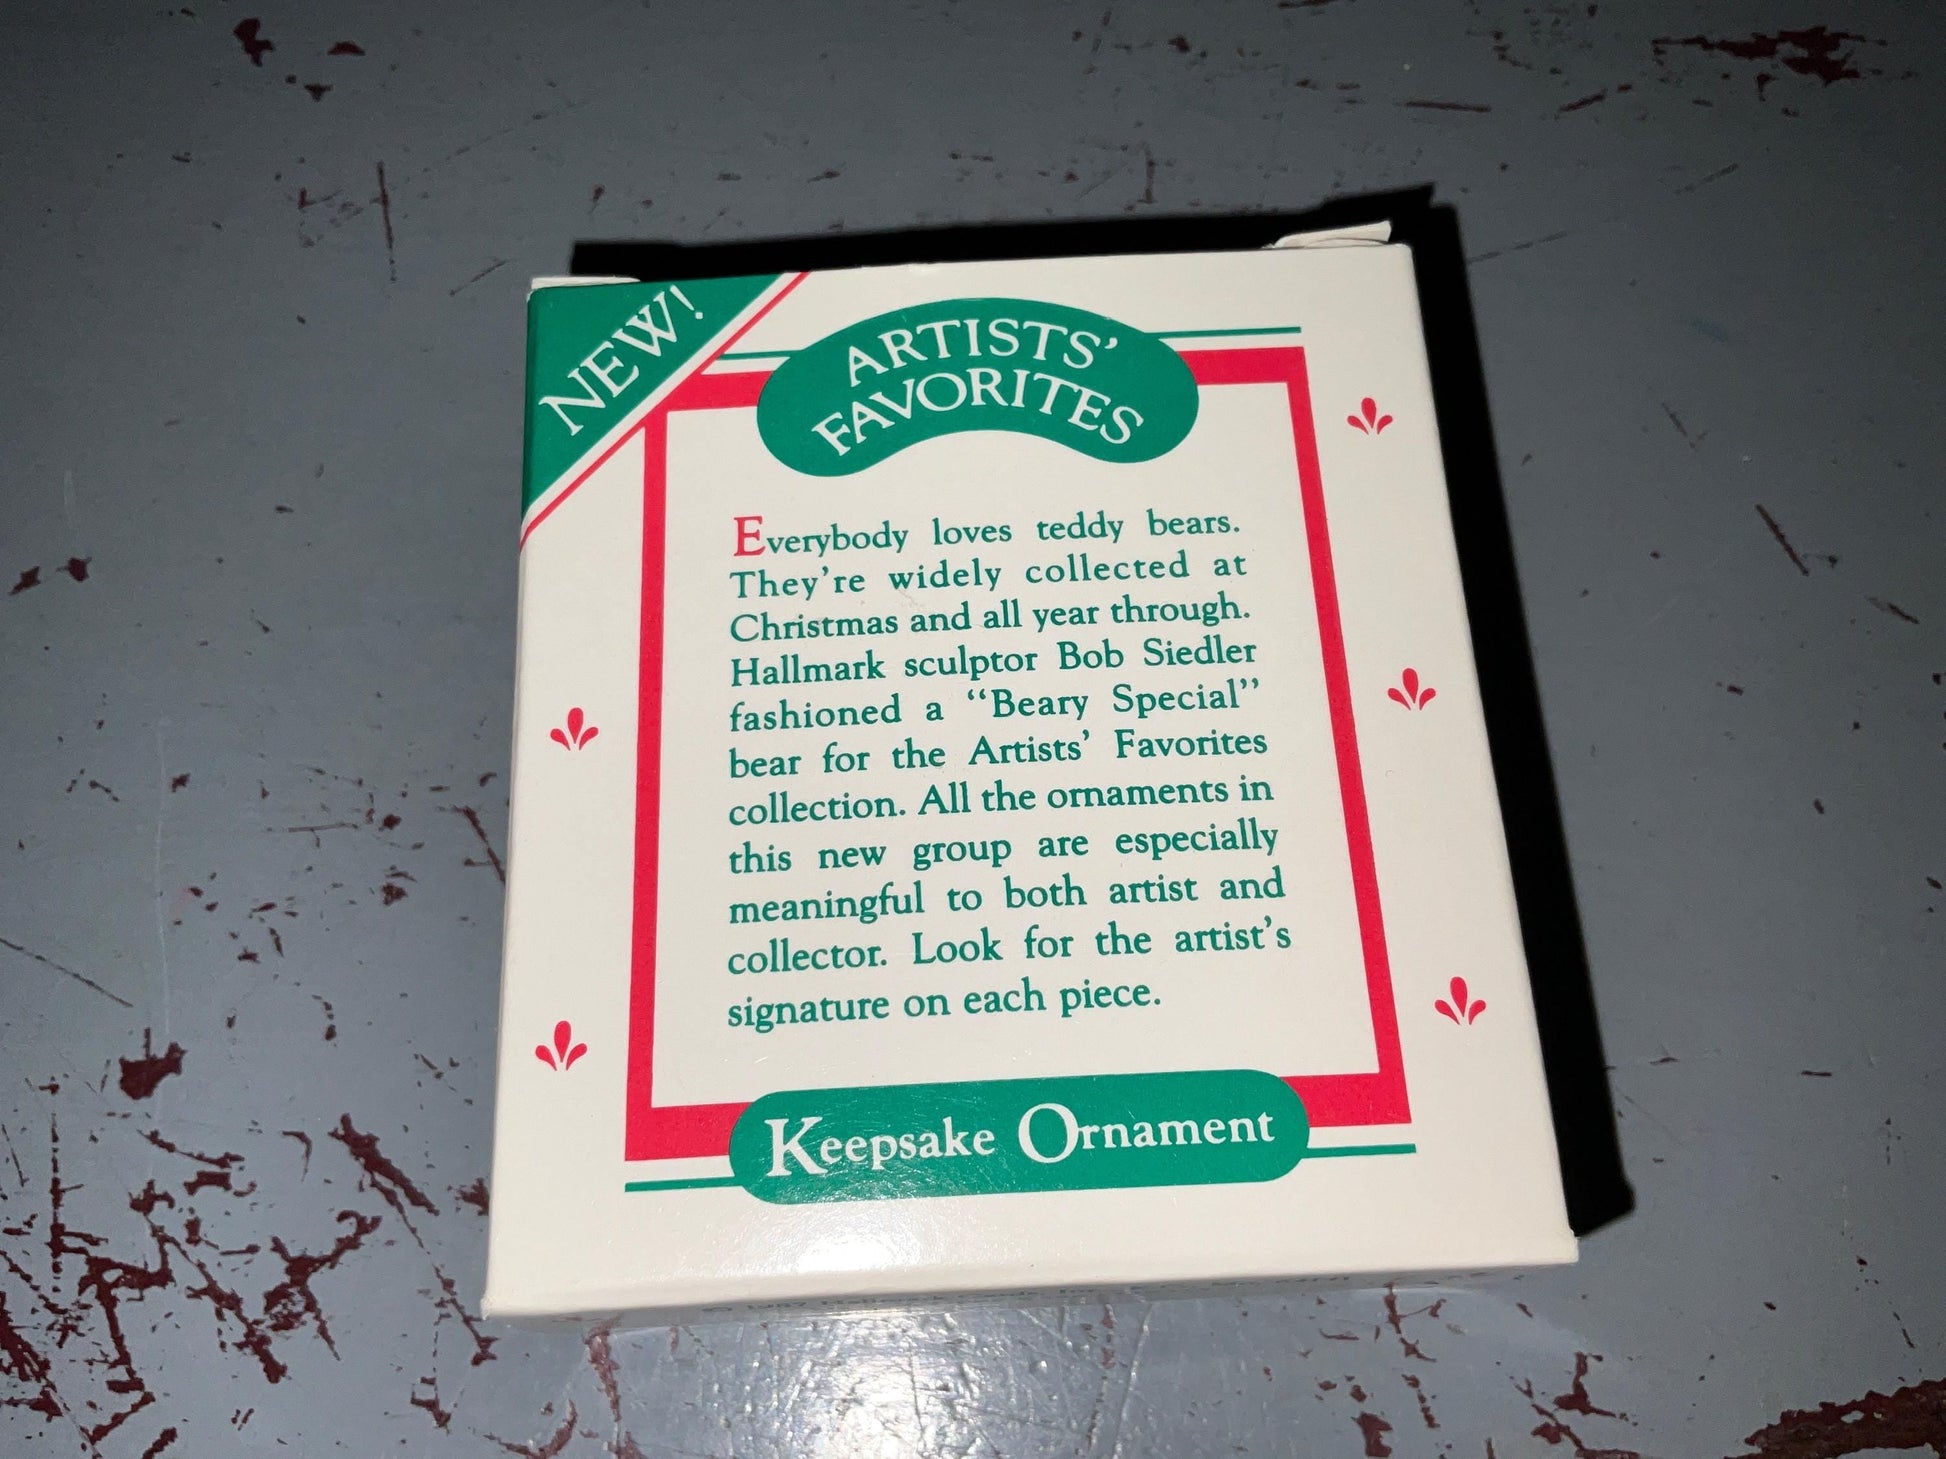 NEW!
ARTISTS'
FAVORITES
Everybody loves teddy bears.
They're widely collected at
Christmas and all year through.
Hallmark sculptor Bob Siedler
fashioned a "Beary Special"
bear for the Artists' Favorites
collection. All the ornaments in
this new group are especially
meaningful to both artist and
collector. Look for the artist's
signature on each piece.
Keepsake Ornament